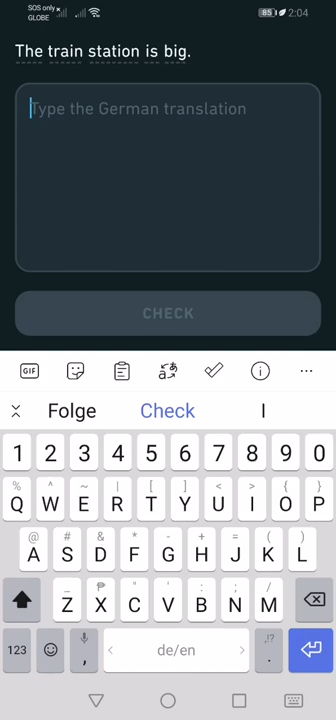 SOS only
GLOBE
85
2:04
The train station is big.
Type the German translation
CHECK
GIF
Folge Check I
1 2 3 4 5 6 7 8 9 0
% ^ ~ | [ ] < > { }
Q W E R T Y U I O P
@ # & * - + = ( )
A S D F G H J K L
_ ₱ " ' : ; /
Z X C V B N M
123 , < de/en > ,!? .